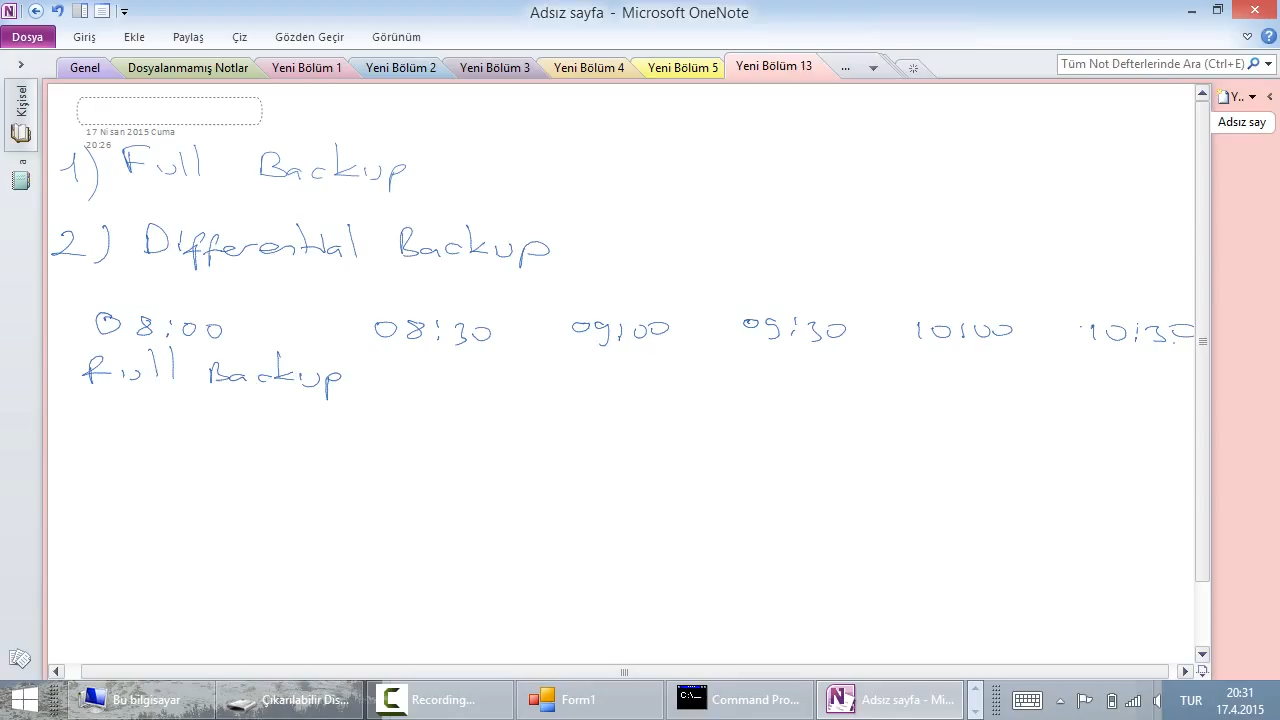 Adsız sayfa - Microsoft OneNote
Dosya Giriş Ekle Paylaş Çiz Gözden Geçir Görünüm
Genel Dosyalanmamış Notlar Yeni Bölüm 1 Yeni Bölüm 2 Yeni Bölüm 3 Yeni Bölüm 4 Yeni Bölüm 5 Yeni Bölüm 13 ... Tüm Not Defterlerinde Ara (Ctrl+E)
Kişisel
Y..
Adsız say
17 Nisan 2015 Cuma
20:26
1) Full Backup
2) Differential Backup
08:00 08:30 09:00 09:30 10:00 10:30
Full Backup
Bu bilgisayar Çıkarılabilir Dis... Recording... Form1 Command Pro... Adsız sayfa - Mi... TUR 20:31
17.4.2015